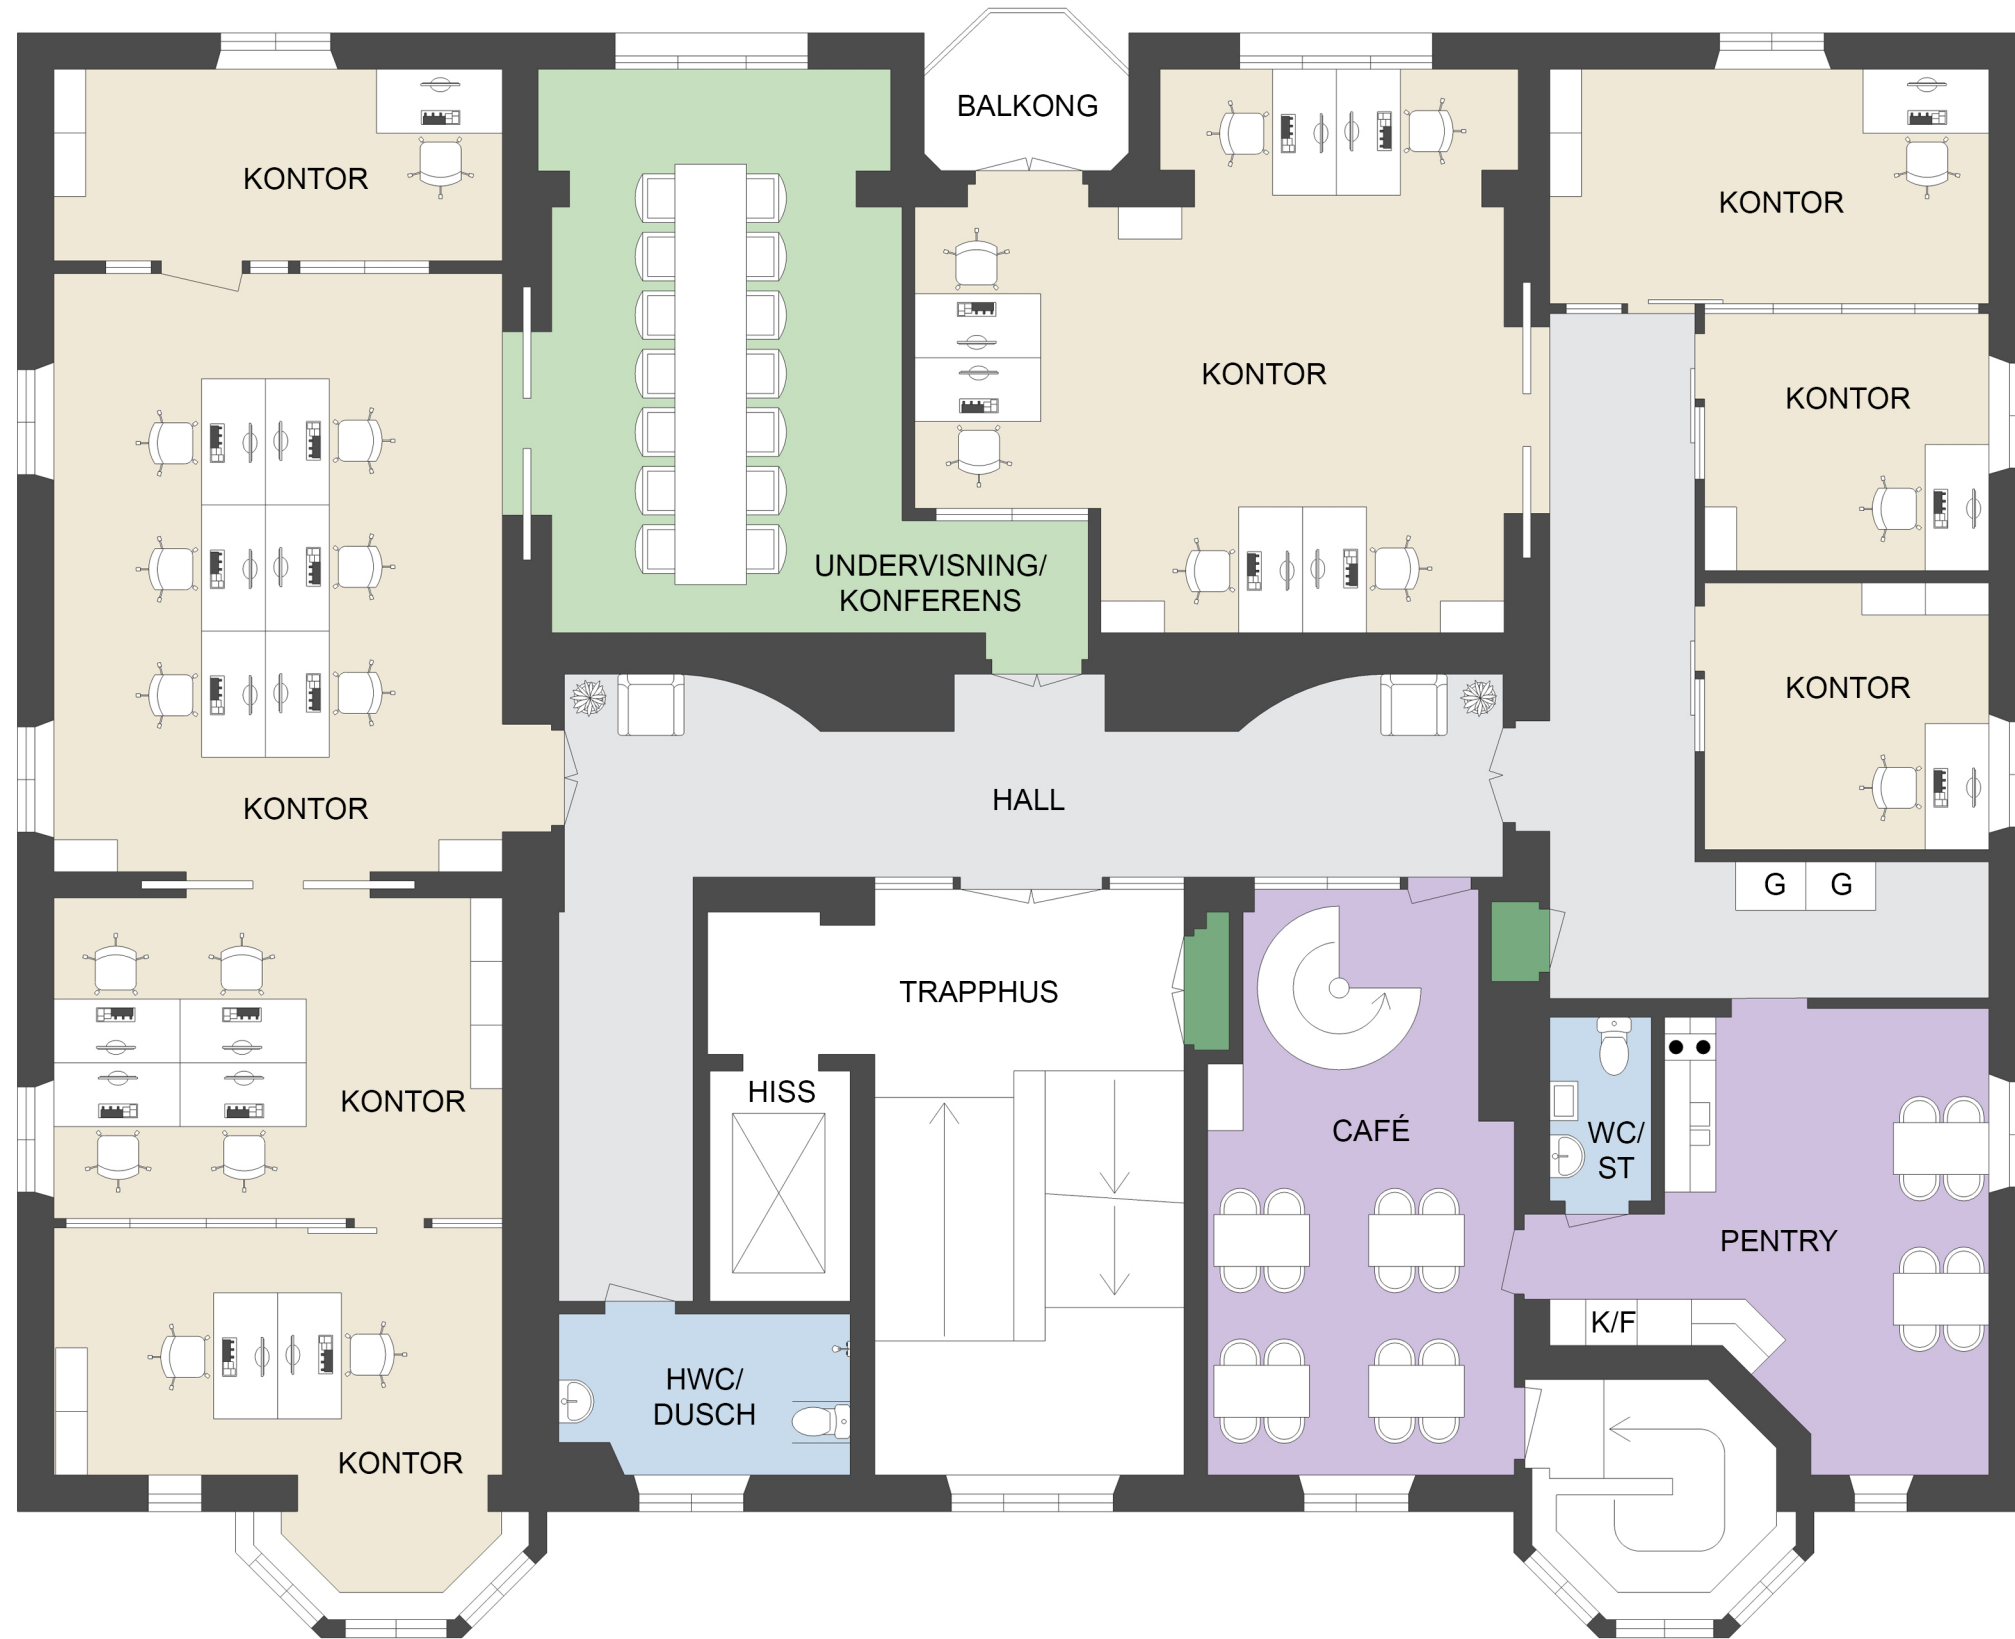 BALKONG
KONTOR
KONTOR
KONTOR
KONTOR
UNDERVISNING/
KONFERENS
KONTOR
KONTOR
HALL
G
G
TRAPPHUS
HISS
KONTOR
CAFÉ
WC/
ST
PENTRY
K/F
HWC/
DUSCH
KONTOR